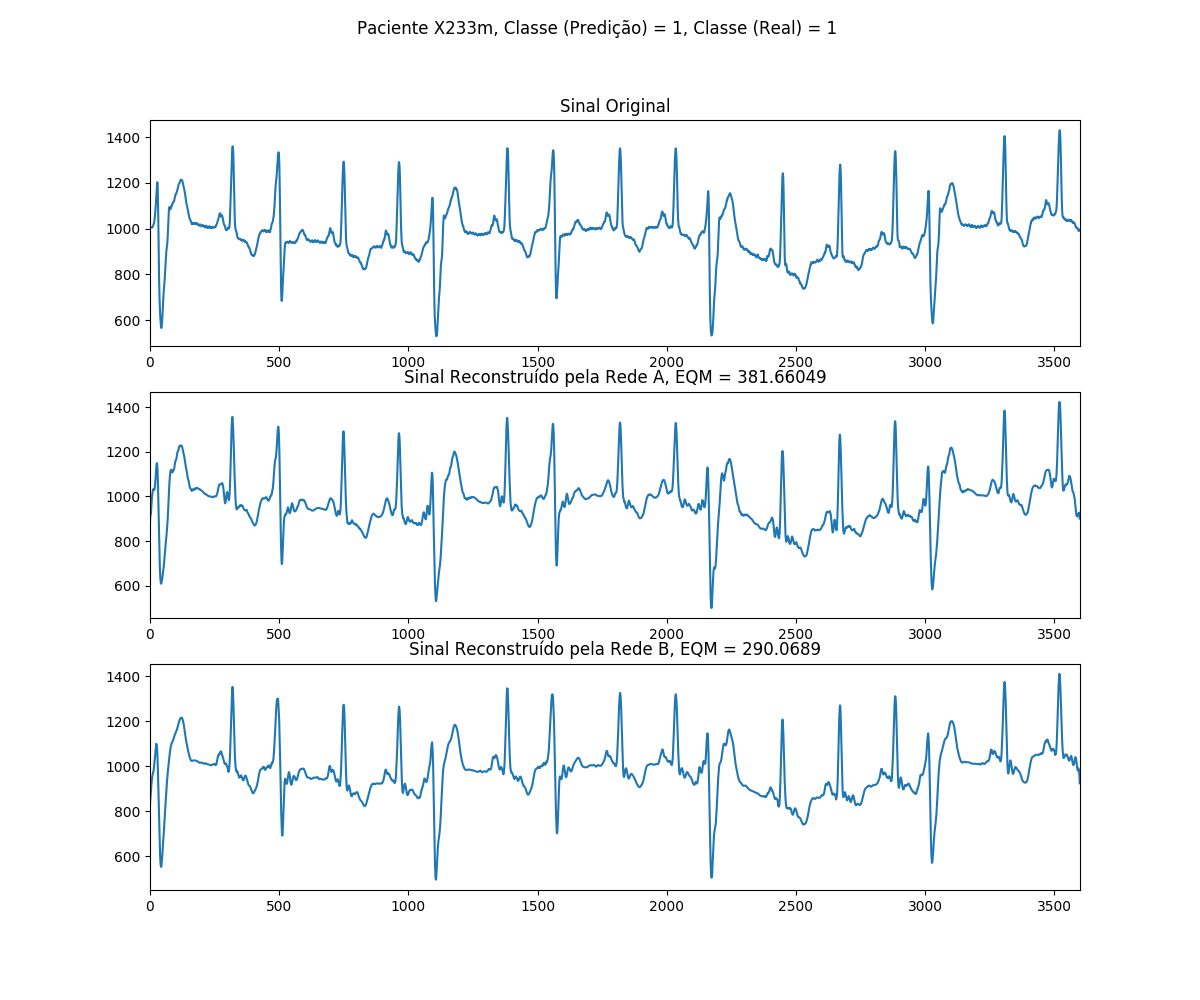 Paciente X233m, Classe (Predição) = 1, Classe (Real) = 1
Sinal Original
1400
1200
1000
800
600
0 500 1000 1500 2000 2500 3000 3500
Sinal Reconstruído pela Rede A, EQM = 381.66049
1400
1200
1000
800
600
0 500 1000 1500 2000 2500 3000 3500
Sinal Reconstruído pela Rede B, EQM = 290.0689
1400
1200
1000
800
600
0 500 1000 1500 2000 2500 3000 3500